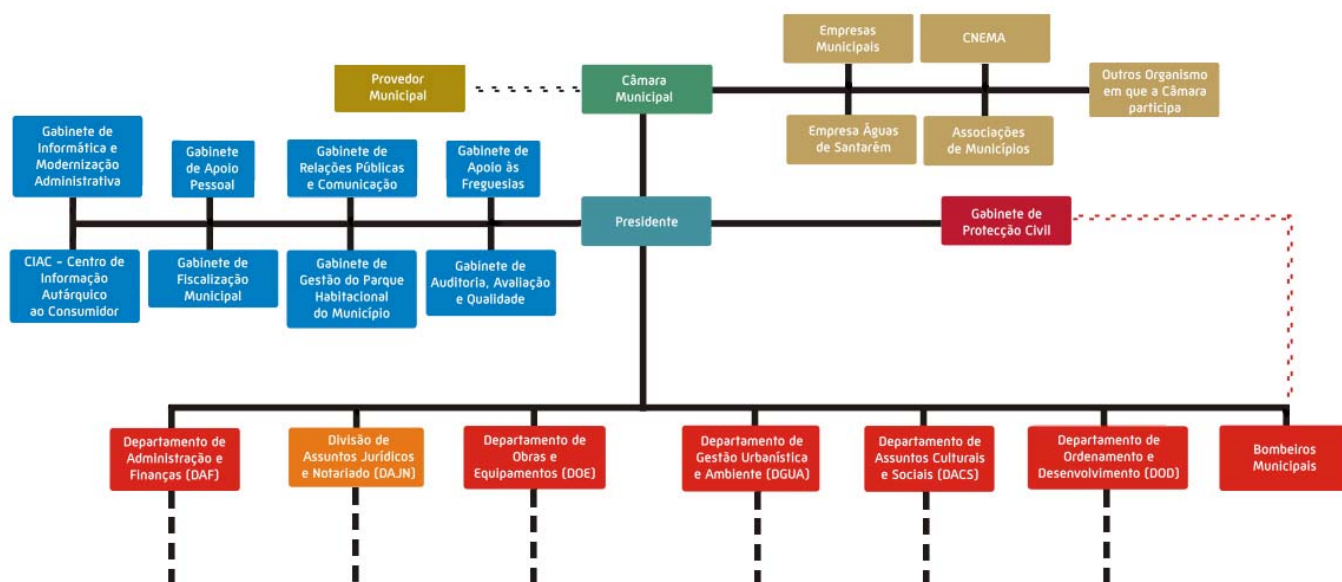 Empresas
Municipais
CNEMA
Provedor
Municipal
Câmara
Municipal
Outros Organismo
em que a Câmara
participa
Empresa Águas
de Santarém
Associações
de Municípios
Gabinete de
Informática e
Modernização
Administrativa
Gabinete
de Apoio
Pessoal
Gabinete de
Relações Públicas
e Comunicação
Gabinete de
Apoio às
Freguesias
Presidente
Gabinete de
Protecção Civil
CIAC - Centro de
Informação
Autárquico
ao Consumidor
Gabinete de
Fiscalização
Municipal
Gabinete de
Gestão do Parque
Habitacional
do Município
Gabinete de
Auditoria, Avaliação
e Qualidade
Departamento de
Administração e
Finanças (DAF)
Divisão de
Assuntos Jurídicos
e Notariado (DAJN)
Departamento de
Obras e
Equipamentos (DOE)
Departamento de
Gestão Urbanística
e Ambiente (DGUA)
Departamento de
Assuntos Culturais
e Sociais (DACS)
Departamento de
Ordenamento e
Desenvolvimento (DOD)
Bombeiros
Municipais